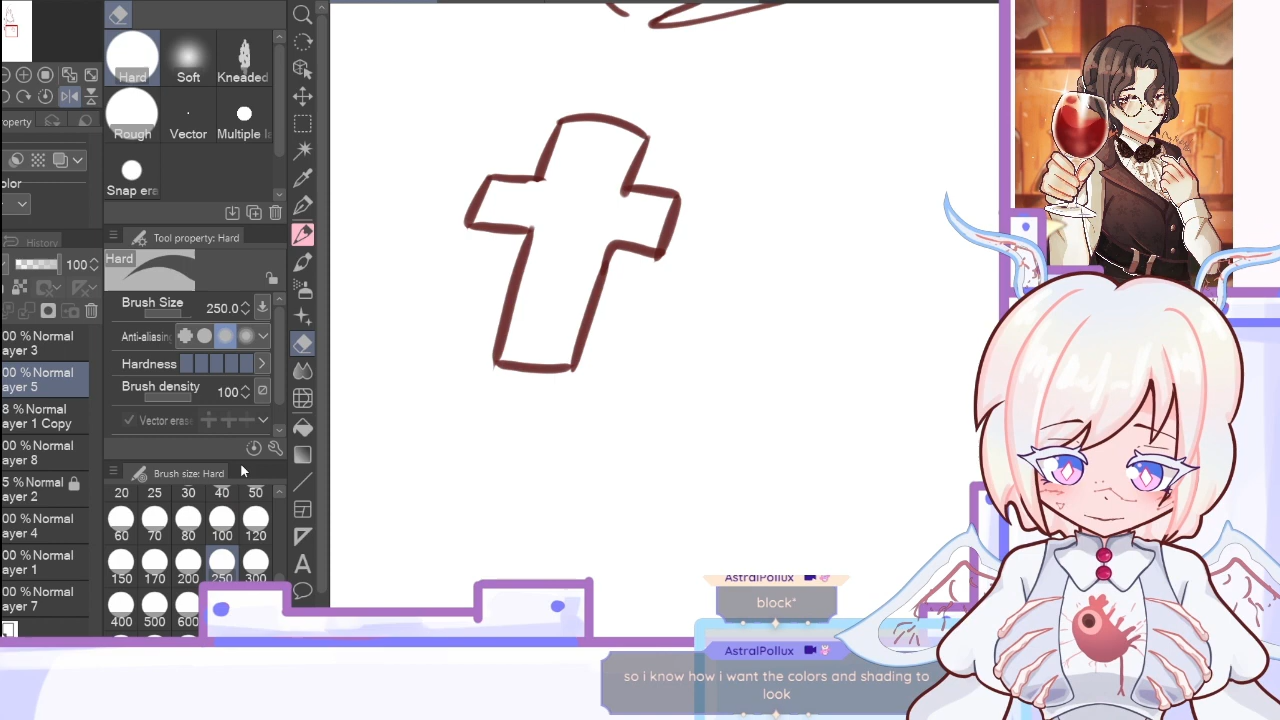 Hard
Soft
Kneaded
Rough
Vector
Multiple
Snap era
roperty
olor
History
100
Tool property: Hard
Hard
Brush Size
250.0
Anti-aliasing
Hardness
Brush density
100
Vector erase
Brush size: Hard
20 25 30 40 50
60 70 80 100 120
150 170 200 250 300
400 500 600
00 % Normal
ayer 3
00 % Normal
ayer 5
8 % Normal
ayer 1 Copy
00 % Normal
ayer 8
5 % Normal
ayer 2
00 % Normal
ayer 4
00 % Normal
ayer 1
00 % Normal
ayer 7
AstralPollux
block*
AstralPollux
so i know how i want the colors and shading to
look